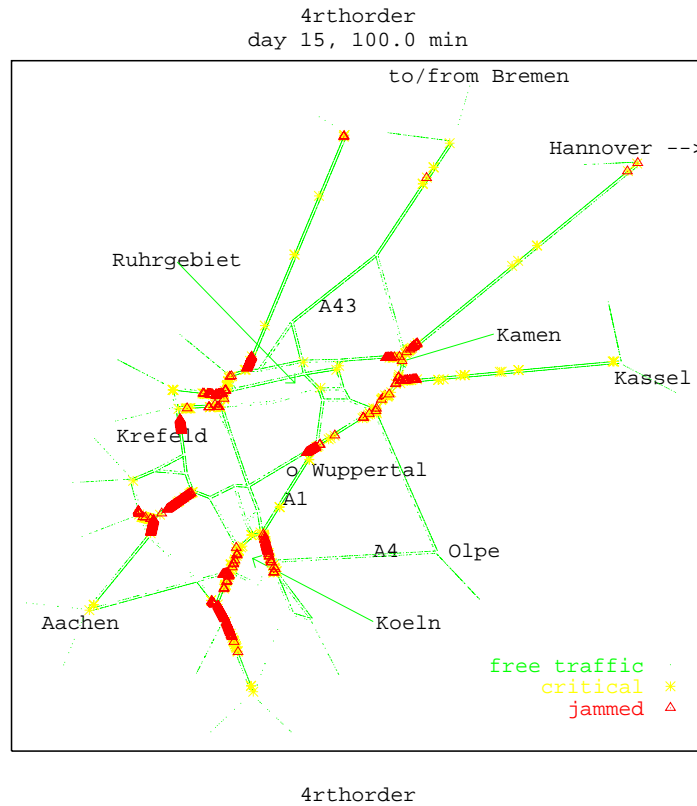 4rthorder
day 15, 100.0 min
to/from Bremen
Hannover -->
Ruhrgebiet
A43
Kamen
Kassel
Krefeld
o Wuppertal
A1
A4
Olpe
Aachen
Koeln
free traffic
critical
jammed
4rthorder